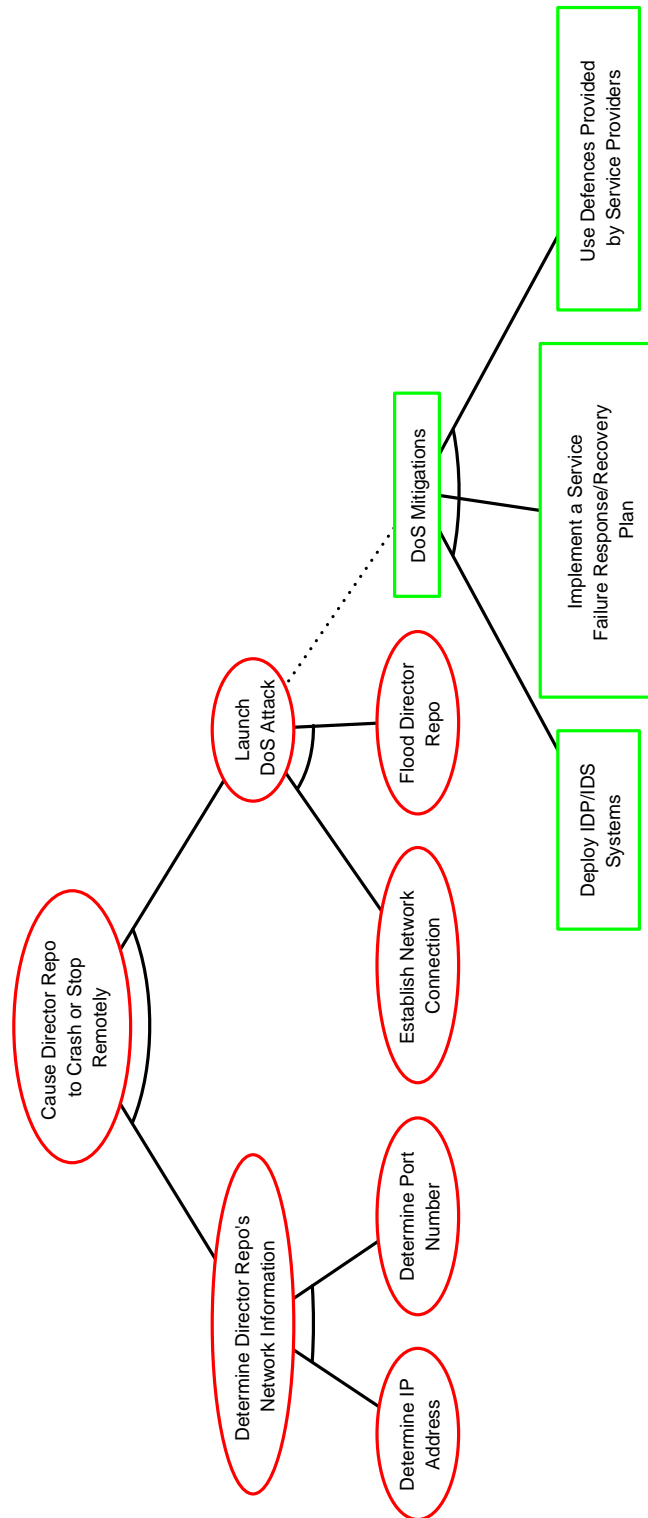 Cause Director Repo
to Crash or Stop
Remotely
Determine Director Repo's
Network Information
Launch
DoS Attack
Determine IP
Address
Determine Port
Number
Establish Network
Connection
Flood Director
Repo
DoS Mitigations
Deploy IDP/IDS
Systems
Implement a Service
Failure Response/Recovery
Plan
Use Defences Provided
by Service Providers